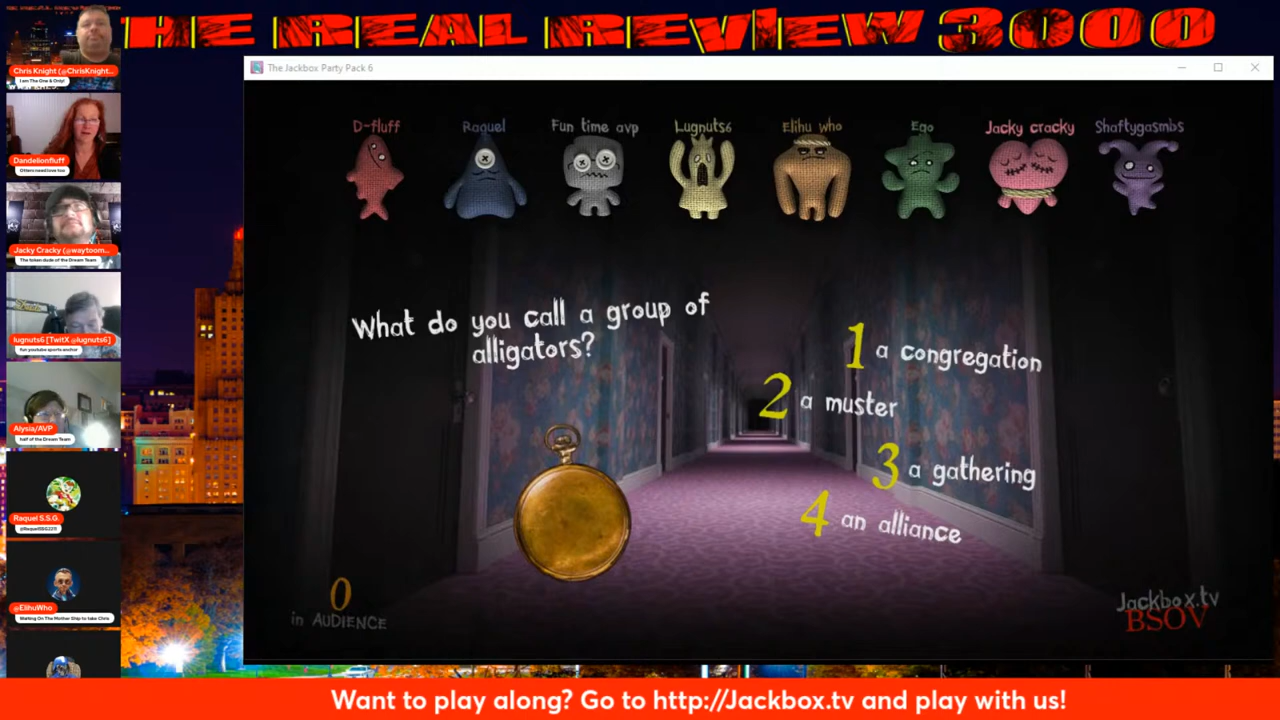 THE REAL REVIEW 3000
Chris Knight (@ChrisKnight...
I am The One & Only!
Dandelionfluff
Otters need love too
Jacky Cracky (@waytoom...
The token dude of the Dream Team
lugnuts6 [TwitX @lugnuts6]
fun youtube sports anchor
Alysia/AVP
half of the Dream Team
Raquel S.S.G.
@RaquelSSG2211
@ElihuWho
Waiting On The Mother Ship to take Chris
The Jackbox Party Pack 6
D-fluff
Raquel
Fun time avp
Lugnuts6
Elihu who
Ego
Jacky cracky
Shaftygasmbs
What do you call a group of
alligators?
1 a congregation
2 a muster
3 a gathering
4 an alliance
0
in AUDIENCE
Jackbox.tv
BSOV
Want to play along? Go to http://Jackbox.tv and play with us!